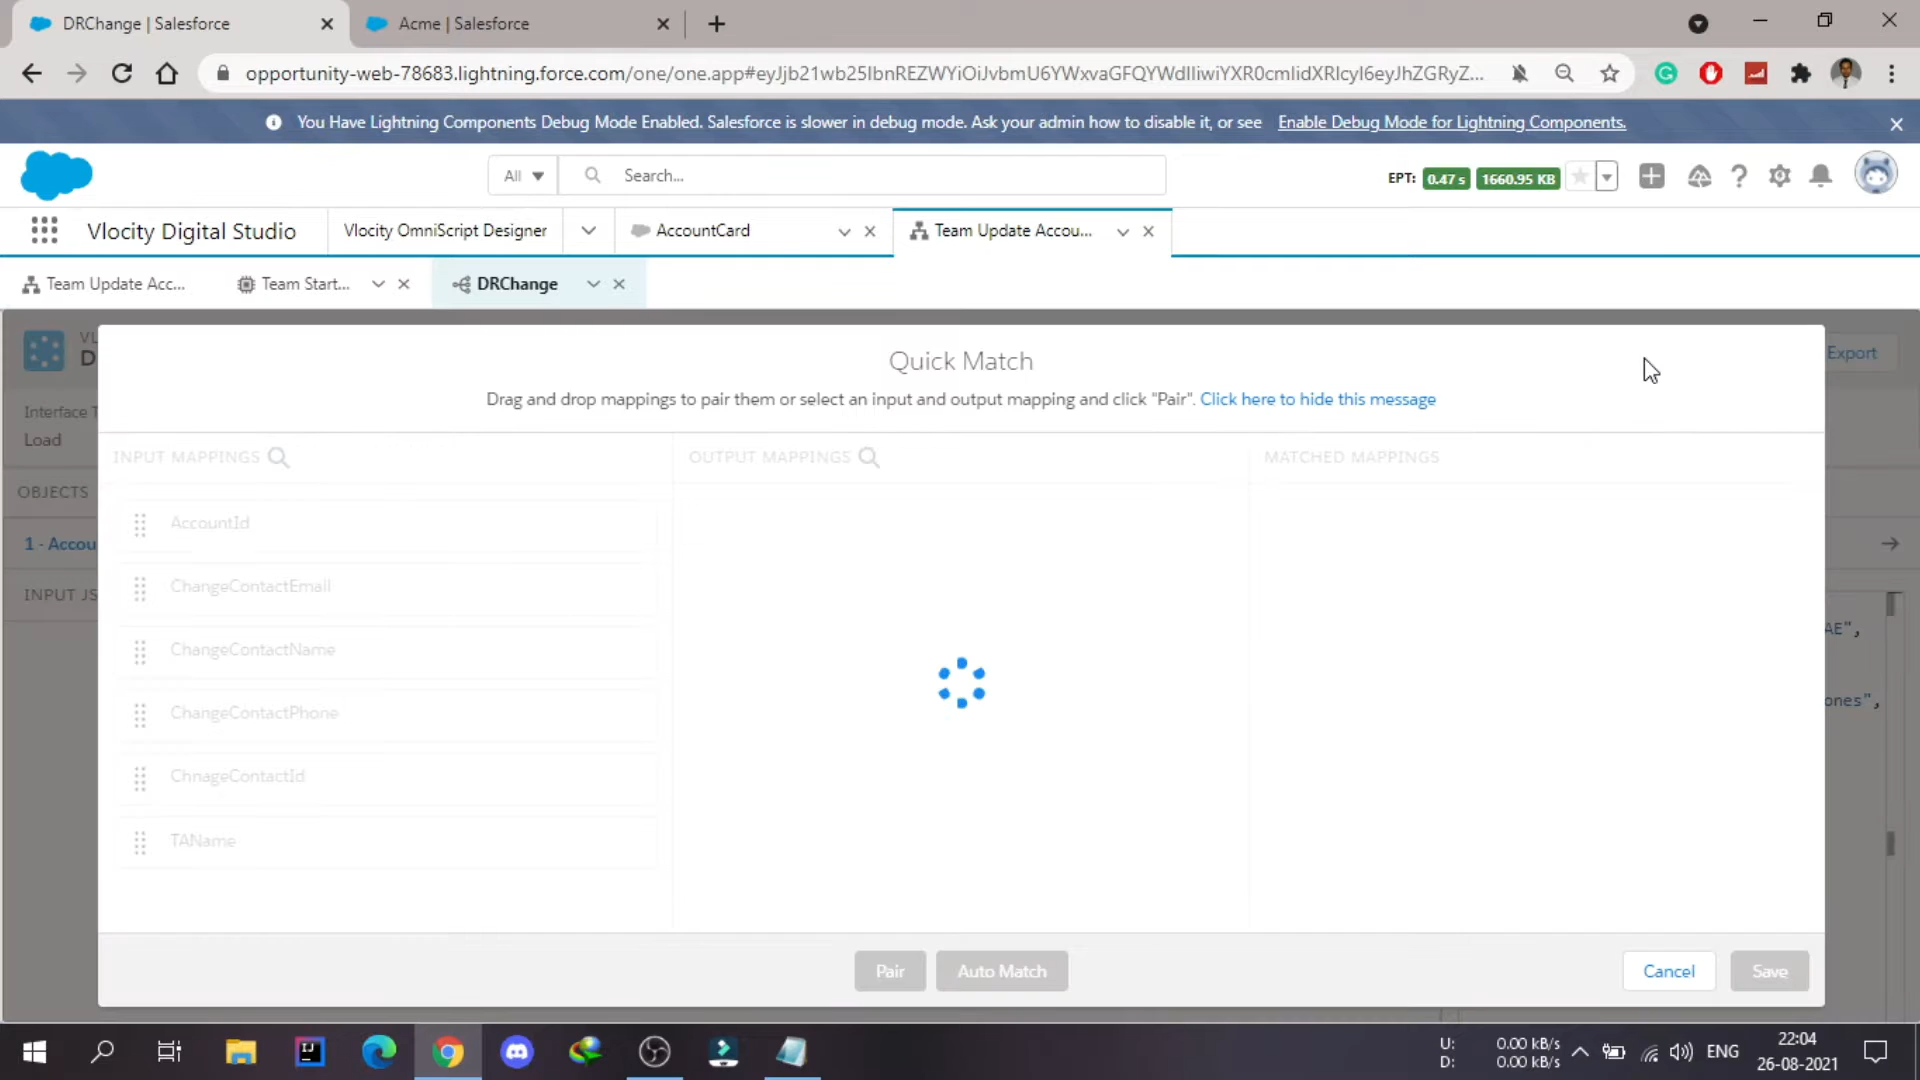 DRChange | Salesforce
Acme | Salesforce
opportunity-web-78683.lightning.force.com/one/one.app#eyJjb21wb25lbnREZWYiOiJvbmU6YWxvaGFQYWdlIiwiYXR0cmlidXRlcyI6eyJhZGRyZ...
You Have Lightning Components Debug Mode Enabled. Salesforce is slower in debug mode. Ask your admin how to disable it, or see Enable Debug Mode for Lightning Components.
All
Search...
EPT: 0.47 s 1660.95 KB
Vlocity Digital Studio
Vlocity OmniScript Designer
AccountCard
Team Update Accou...
Team Update Acc...
Team Start...
DRChange
VL
D
Export
Interface T
Load
OBJECTS
1 - Accou
INPUT JS
Quick Match
Drag and drop mappings to pair them or select an input and output mapping and click "Pair". Click here to hide this message
INPUT MAPPINGS
OUTPUT MAPPINGS
MATCHED MAPPINGS
AccountId
ChangeContactEmail
ChangeContactName
ChangeContactPhone
ChnageContactId
TAName
AE",
ones",
Pair
Auto Match
Cancel
Save
U: 0.00 kB/s
D: 0.00 kB/s
ENG
22:04
26-08-2021